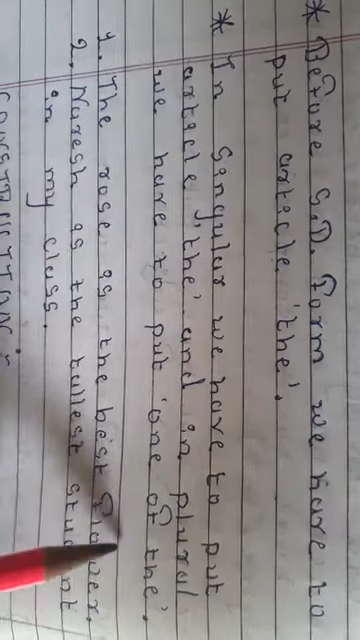 * Before S.D. form we have to
put article 'the'.
* In singular we have to put
article 'the' and in plural
we have to put 'one of the'.
1. The rose is the best flower.
2. Naresh is the tallest student
in my class.